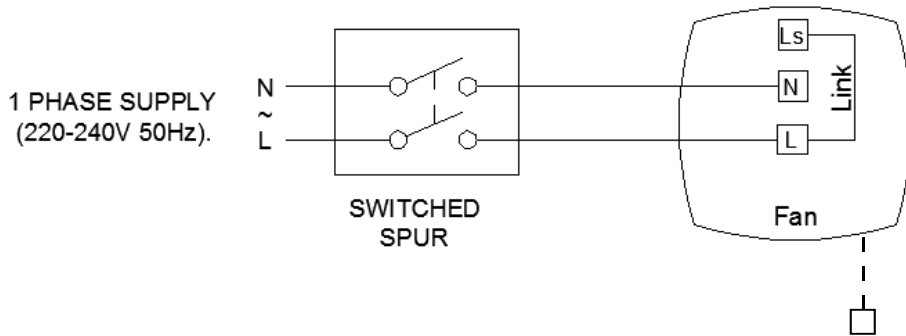 1 PHASE SUPPLY
(220-240V 50Hz).
N
~
L
SWITCHED
SPUR
Ls
N
L
Link
Fan